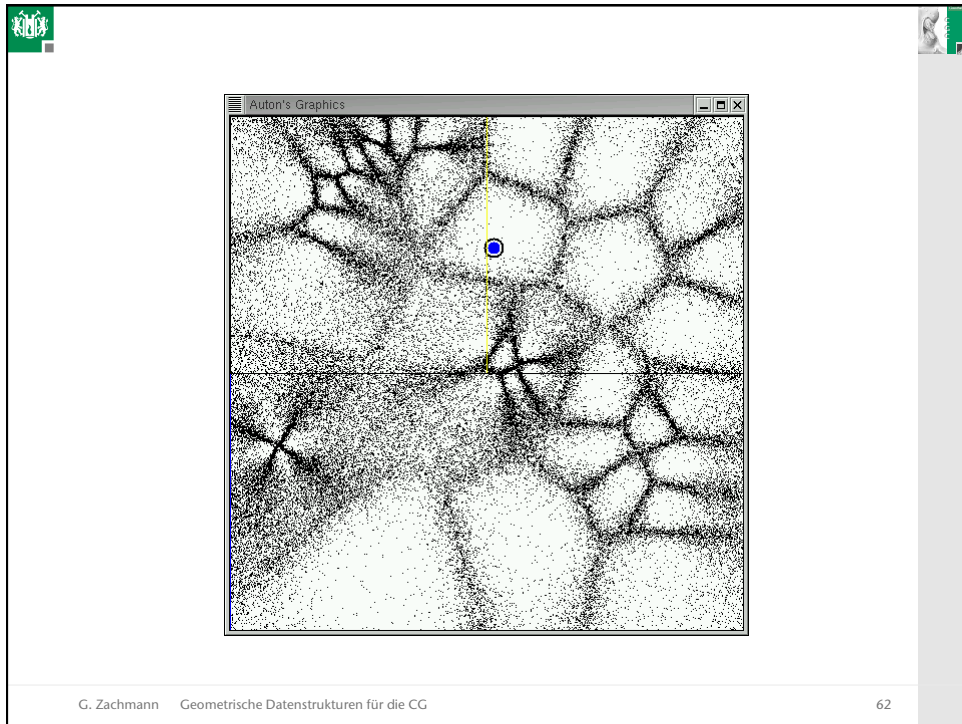 Auton's Graphics
G. Zachmann Geometrische Datenstrukturen für die CG 62